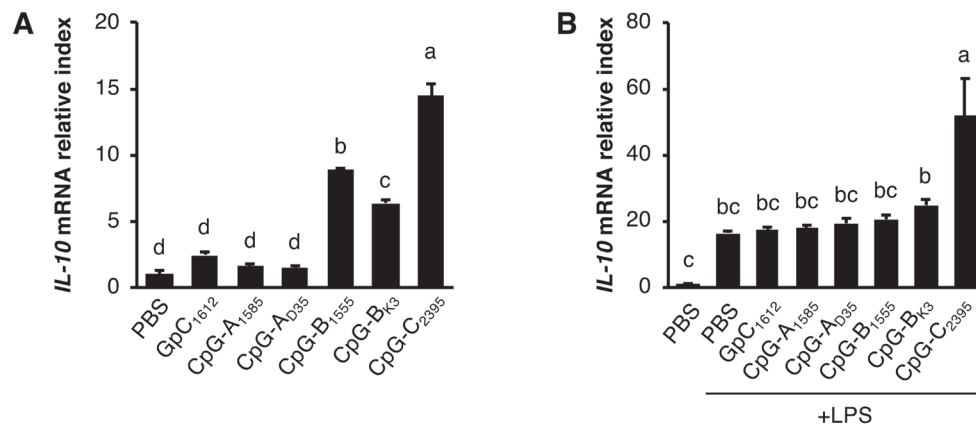 A
IL-10 mRNA relative index
20
15
10
5
0
d
d
d
d
b
c
a
PBS
GpC1612
CpG-A1585
CpG-AD35
CpG-B1555
CpG-BK3
CpG-C2395
B
IL-10 mRNA relative index
80
60
40
20
0
c
bc
bc
bc
bc
bc
b
a
PBS
PBS
GpC1612
CpG-A1585
CpG-AD35
CpG-B1555
CpG-BK3
CpG-C2395
+LPS